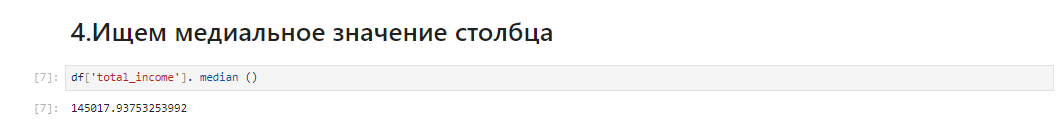 4.Ищем медиальное значение столбца
[7]: df['total_income']. median ()
[7]: 145017.93753253992